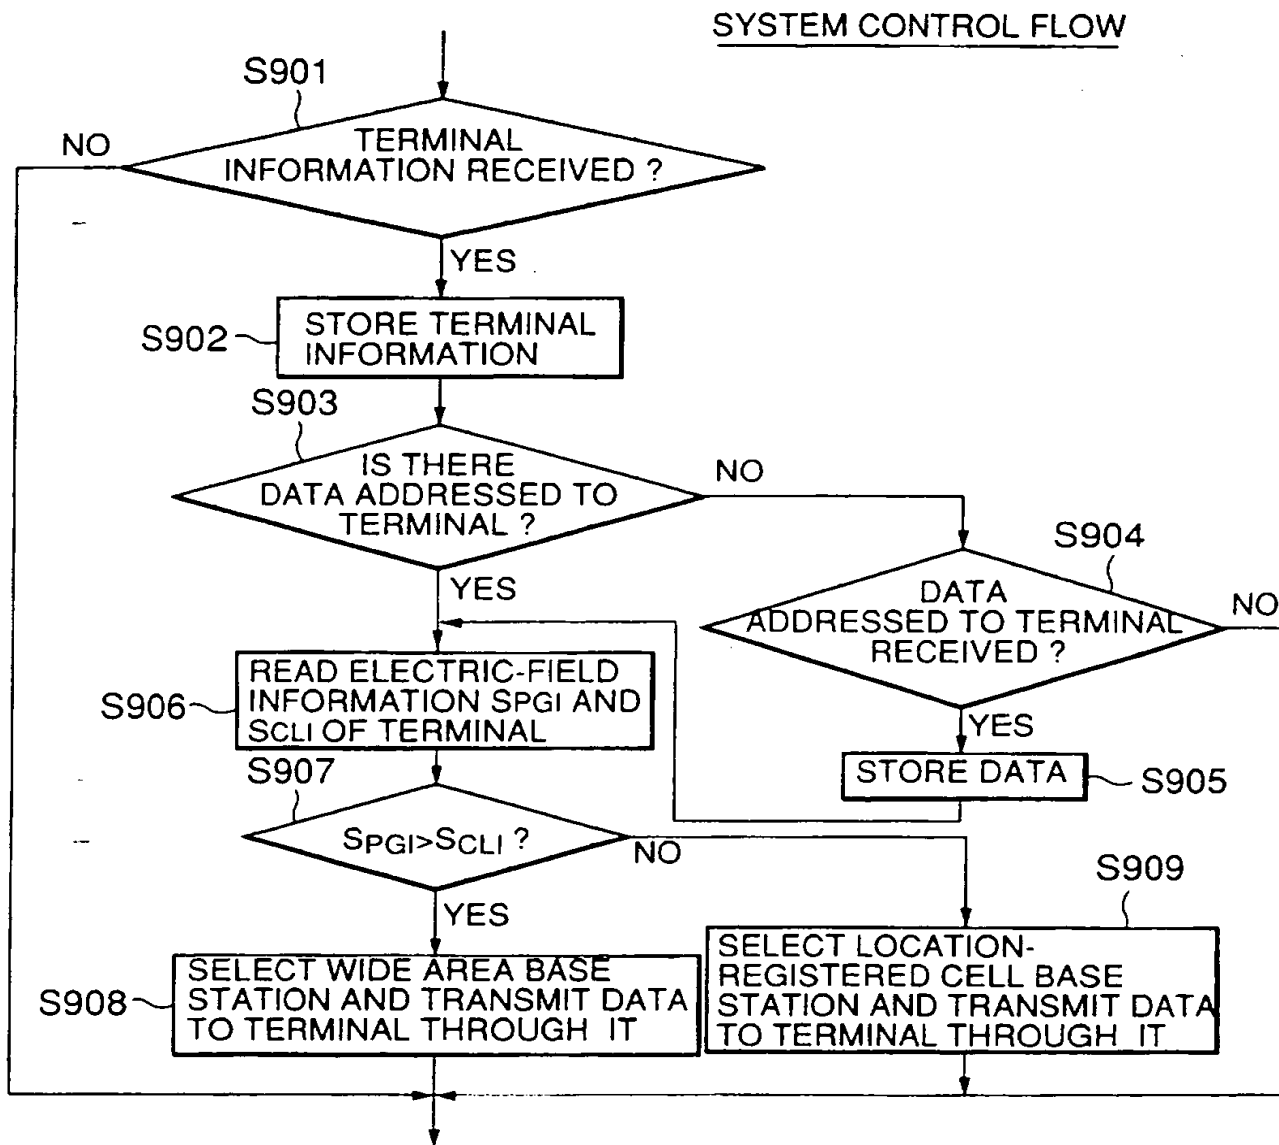 SYSTEM CONTROL FLOW
S901
NO
TERMINAL
INFORMATION RECEIVED ?
YES
S902
STORE TERMINAL
INFORMATION
S903
IS THERE
DATA ADDRESSED TO
TERMINAL ?
NO
YES
S904
DATA
ADDRESSED TO TERMINAL
RECEIVED ?
NO
YES
STORE DATA
S905
S906
READ ELECTRIC-FIELD
INFORMATION SPGI AND
SCLI OF TERMINAL
S907
SPGI>SCLI ?
NO
YES
S908
SELECT WIDE AREA BASE
STATION AND TRANSMIT DATA
TO TERMINAL THROUGH IT
S909
SELECT LOCATION-
REGISTERED CELL BASE
STATION AND TRANSMIT DATA
TO TERMINAL THROUGH IT